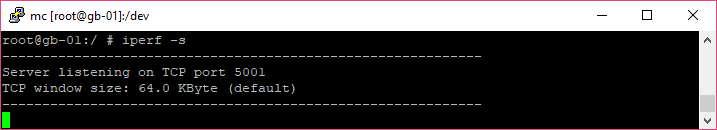 mc [root@gb-01]:/dev
root@gb-01:/ # iperf -s
------------------------------------------------------------
Server listening on TCP port 5001
TCP window size: 64.0 KByte (default)
------------------------------------------------------------